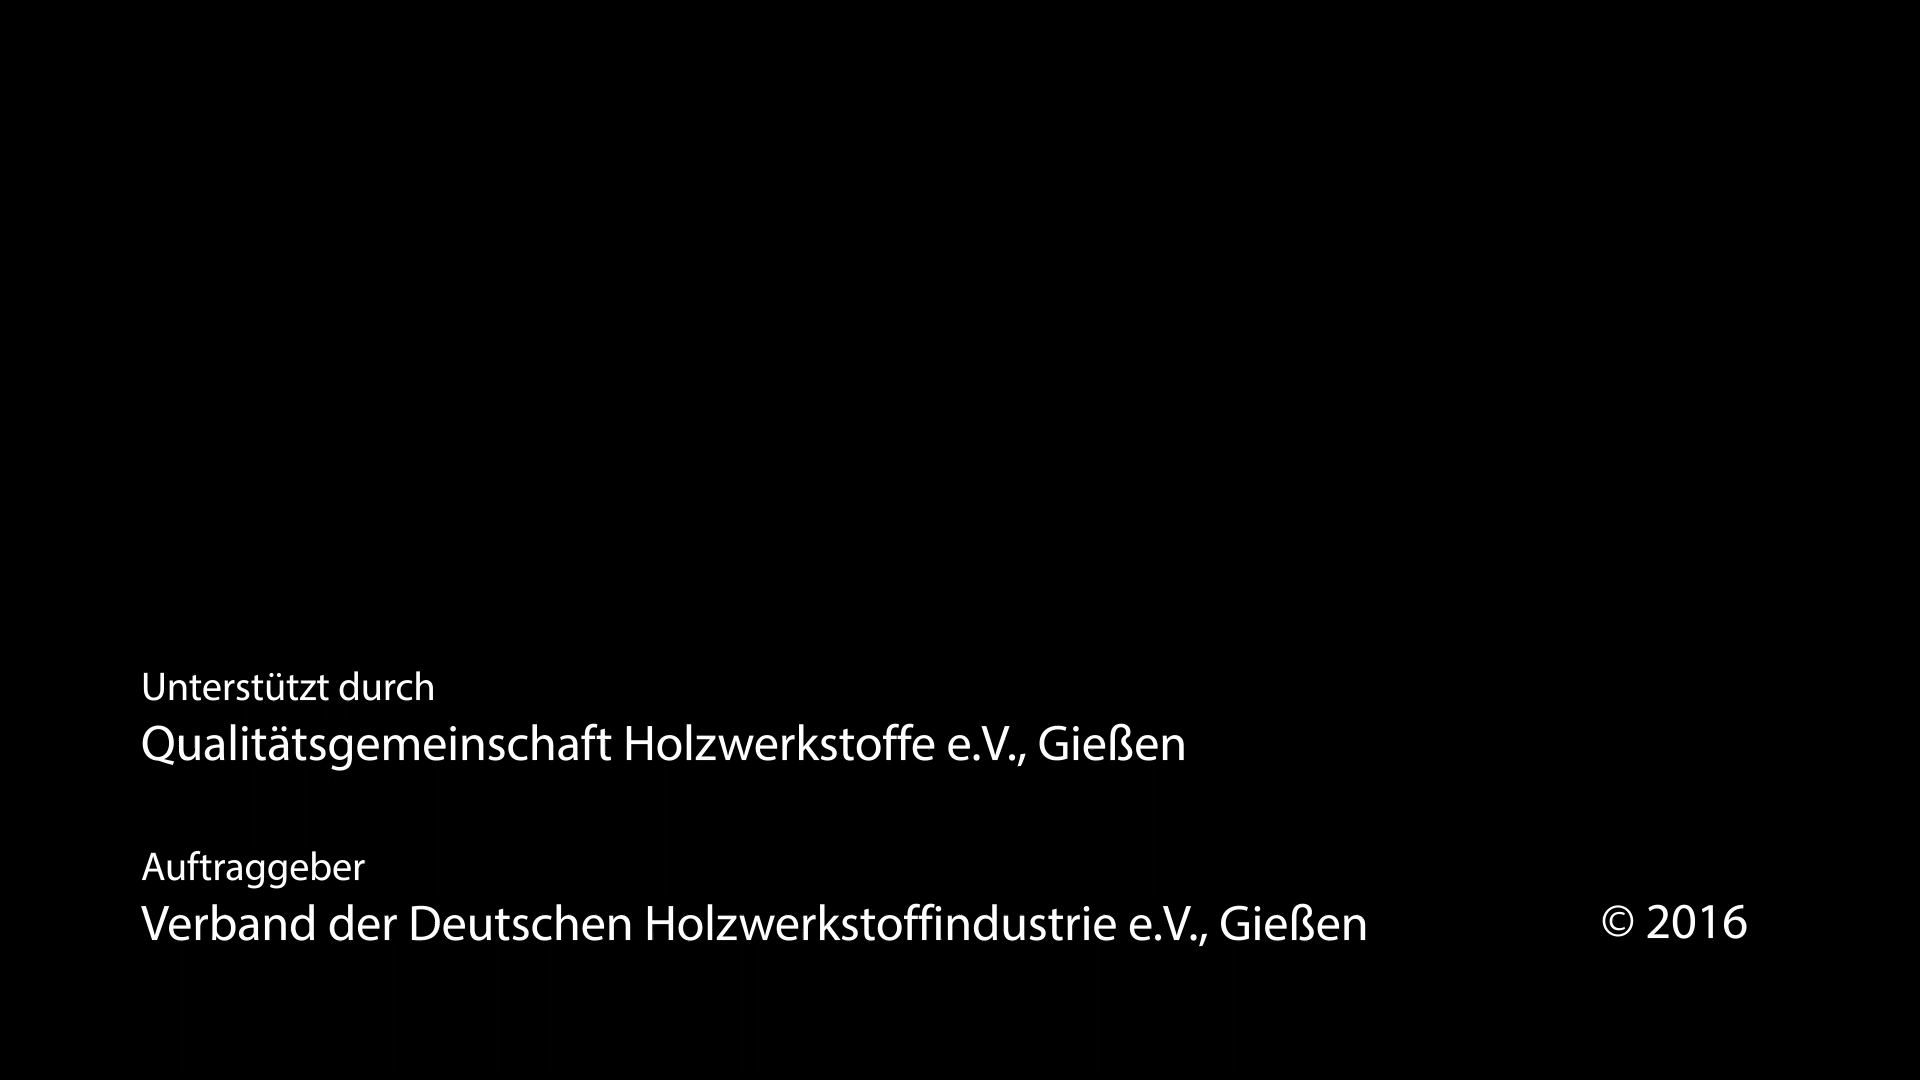 Unterstützt durch
Qualitätsgemeinschaft Holzwerkstoffe e.V., Gießen
Auftraggeber
Verband der Deutschen Holzwerkstoffindustrie e.V., Gießen
© 2016